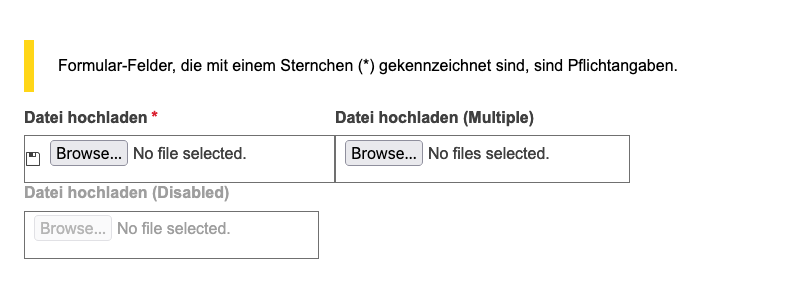 Formular-Felder, die mit einem Sternchen (*) gekennzeichnet sind, sind Pflichtangaben.
Datei hochladen *
Browse... No file selected.
Datei hochladen (Multiple)
Browse... No files selected.
Datei hochladen (Disabled)
Browse... No file selected.